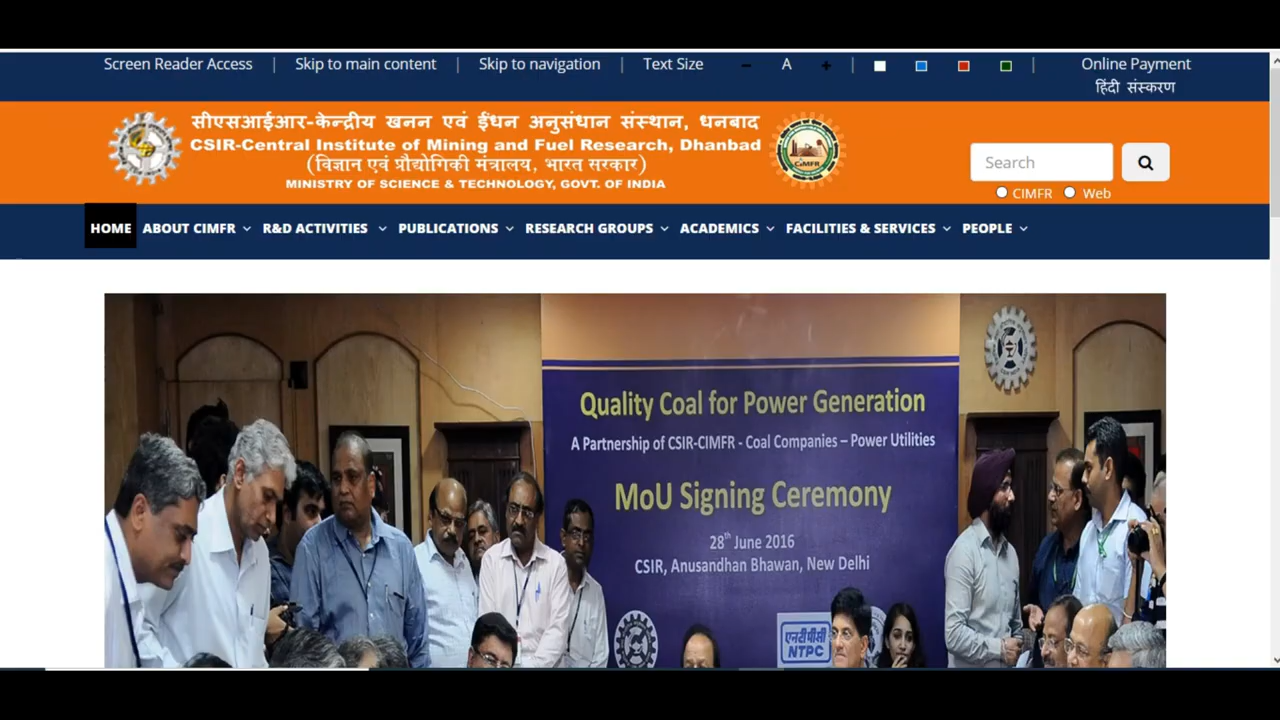 Screen Reader Access | Skip to main content | Skip to navigation | Text Size - A + | | Online Payment
हिंदी संस्करण
सीएसआईआर-केन्द्रीय खनन एवं ईंधन अनुसंधान संस्थान, धनबाद
CSIR-Central Institute of Mining and Fuel Research, Dhanbad
(विज्ञान एवं प्रौद्योगिकी मंत्रालय, भारत सरकार)
MINISTRY OF SCIENCE & TECHNOLOGY, GOVT. OF INDIA
CIMFR
Search
CIMFR Web
HOME ABOUT CIMFR R&D ACTIVITIES PUBLICATIONS RESEARCH GROUPS ACADEMICS FACILITIES & SERVICES PEOPLE
Quality Coal for Power Generation
A Partnership of CSIR-CIMFR - Coal Companies – Power Utilities
MoU Signing Ceremony
28th June 2016
CSIR, Anusandhan Bhawan, New Delhi
एनटीपीसी
NTPC